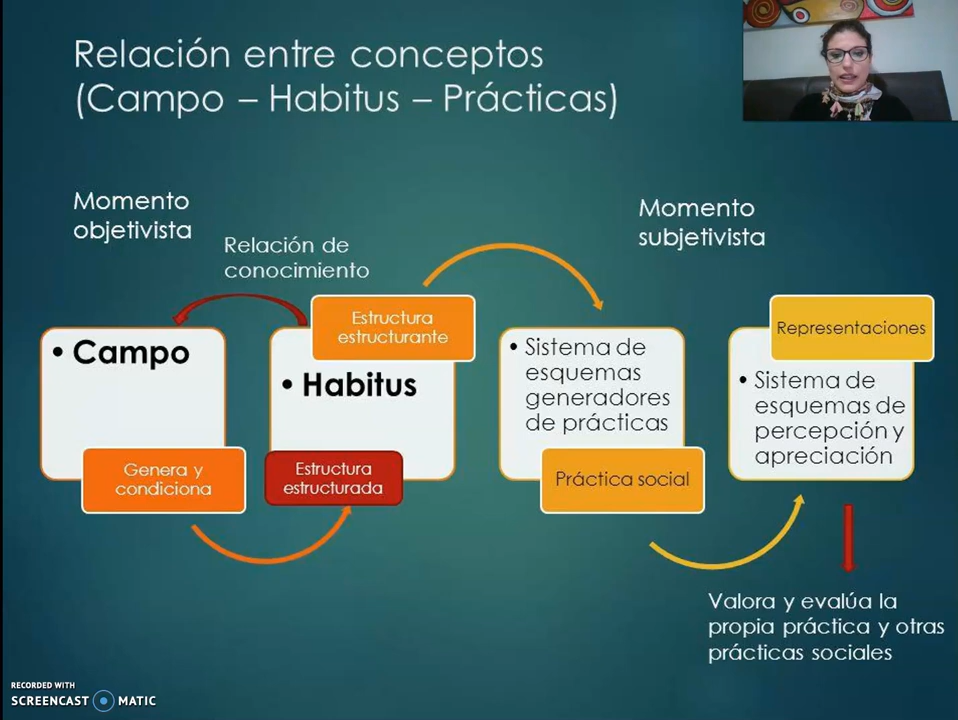 Relación entre conceptos
(Campo – Habitus – Prácticas)
Momento
objetivista
Relación de
conocimiento
Momento
subjetivista
• Campo
Genera y
condiciona
Estructura
estructurante
• Habitus
Estructura
estructurada
• Sistema de
esquemas
generadores
de prácticas
Práctica social
Representaciones
• Sistema de
esquemas de
percepción y
apreciación
Valora y evalúa la
propia práctica y otras
prácticas sociales
RECORDED WITH
SCREENCAST MATIC